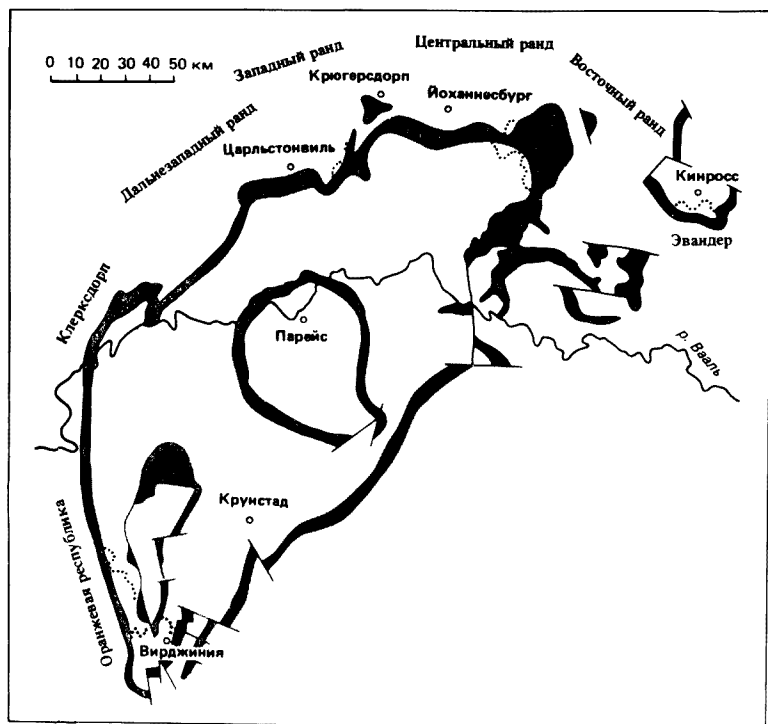 0 10 20 30 40 50 км
Западный ранд
Центральный ранд
Крюгерсдорп
Йоханнесбург
Восточный ранд
Дальнезападный ранд
Царльстонвиль
Кинросс
Эвандер
Клерксдорп
Парейс
р. Вааль
Крунстад
Оранжевая республика
Вирджиния